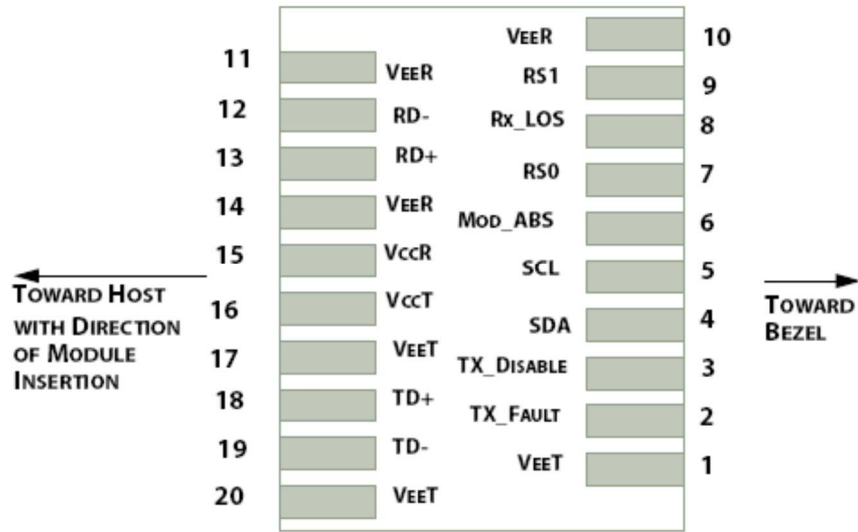 11 VEER
12 RD-
13 RD+
14 VEER
15 VCCR
16 VCCT
17 VEET
18 TD+
19 TD-
20 VEET
VEER 10
RS1 9
Rx_LOS 8
RS0 7
MOD_ABS 6
SCL 5
SDA 4
TX_DISABLE 3
TX_FAULT 2
VEET 1
TOWARD HOST
WITH DIRECTION
OF MODULE
INSERTION
TOWARD
BEZEL